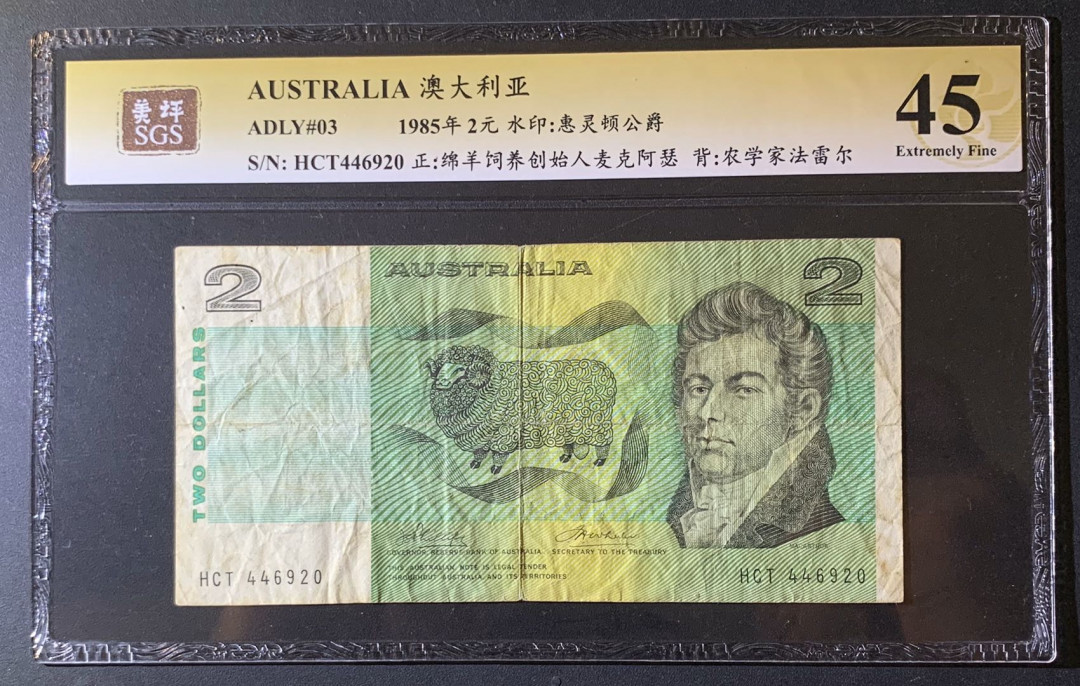 美坪
SGS
AUSTRALIA 澳大利亚
ADLY#03 1985年 2元 水印:惠灵顿公爵
S/N: HCT446920 正:绵羊饲养创始人麦克阿瑟 背:农学家法雷尔
45
Extremely Fine
2
AUSTRALIA
2
TWO DOLLARS
GOVERNOR, RESERVE BANK OF AUSTRALIA SECRETARY TO THE TREASURY
THIS AUSTRALIAN NOTE IS LEGAL TENDER
THROUGHOUT AUSTRALIA AND ITS TERRITORIES
MACARTHUR
HCT 446920
HCT 446920